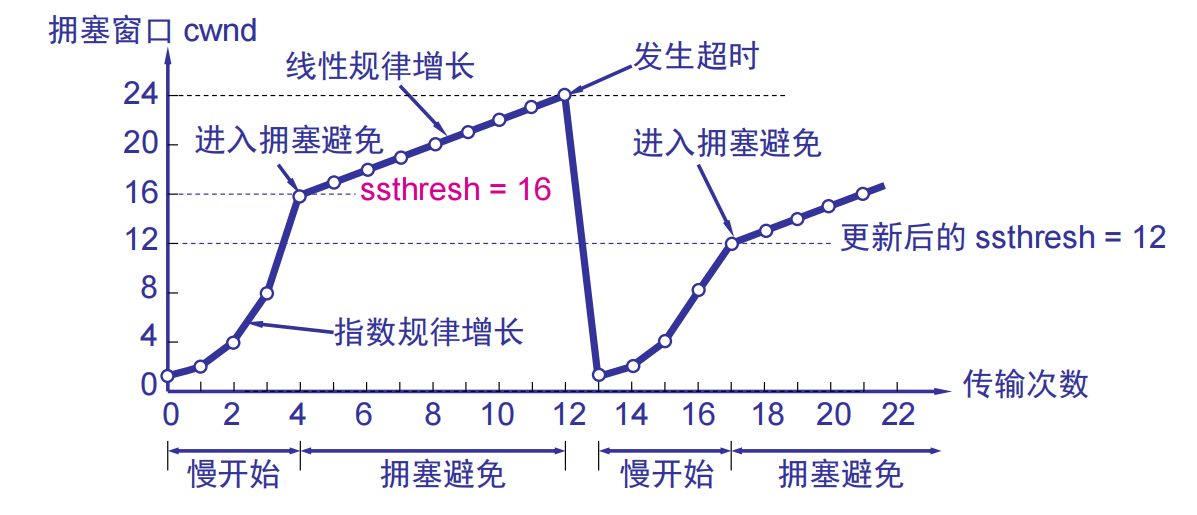 拥塞窗口 cwnd
线性规律增长
发生超时
24
20
进入拥塞避免
进入拥塞避免
16
ssthresh = 16
12
更新后的 ssthresh = 12
8
4
指数规律增长
0
传输次数
0 2 4 6 8 10 12 14 16 18 20 22
慢开始 拥塞避免 慢开始 拥塞避免